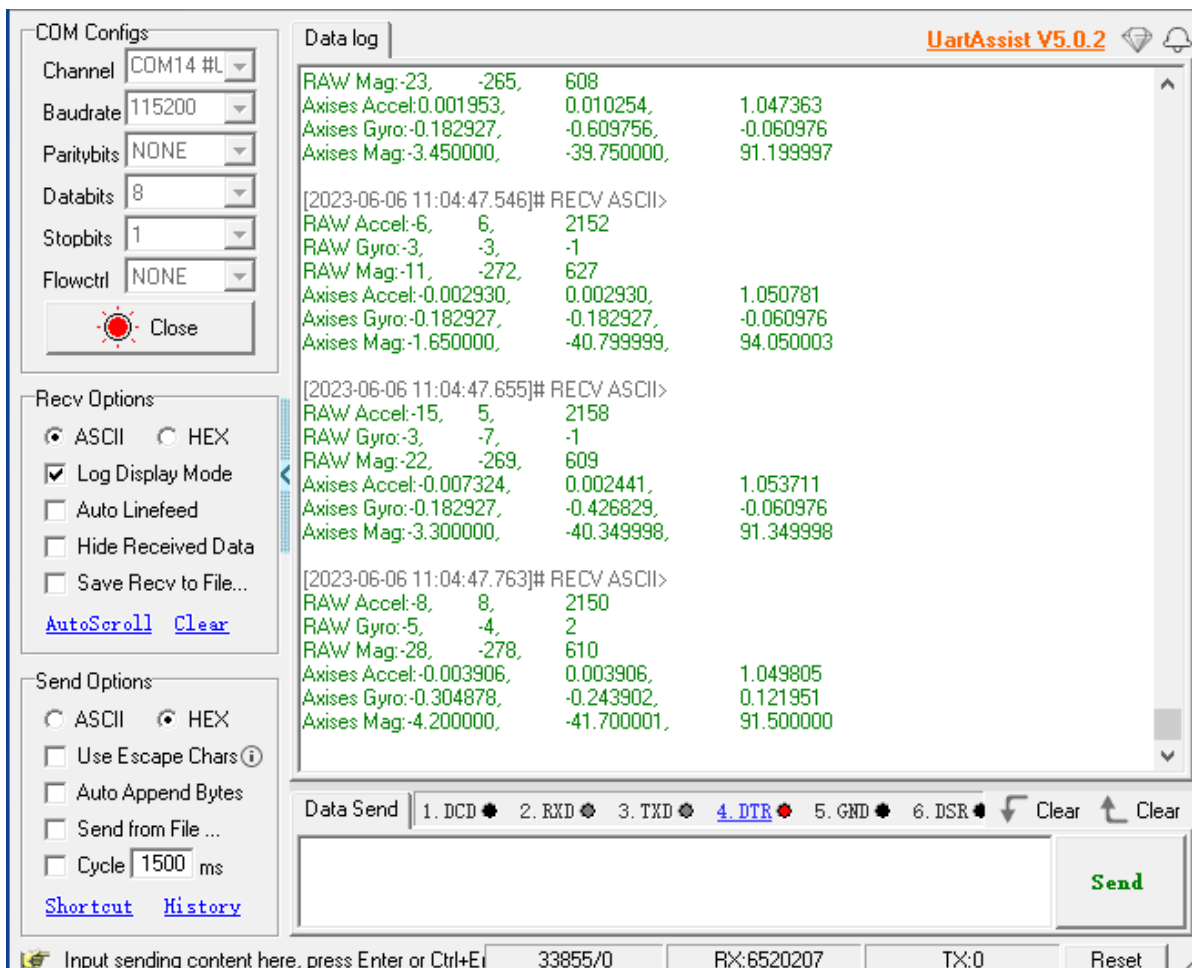 COM Configs
Channel COM14 #U
Baudrate 115200
Paritybits NONE
Databits 8
Stopbits 1
Flowctrl NONE
Close
Recv Options
ASCII HEX
Log Display Mode
Auto Linefeed
Hide Received Data
Save Recv to File...
AutoScroll Clear
Send Options
ASCII HEX
Use Escape Chars
Auto Append Bytes
Send from File ...
Cycle 1500 ms
Shortcut History
Data log
UartAssist V5.0.2
RAW Mag:-23, -265, 608
Axises Accel:0.001953, 0.010254, 1.047363
Axises Gyro:-0.182927, -0.609756, -0.060976
Axises Mag:-3.450000, -39.750000, 91.199997
[2023-06-06 11:04:47.546]# RECV ASCII>
RAW Accel:-6, 6, 2152
RAW Gyro:-3, -3, -1
RAW Mag:-11, -272, 627
Axises Accel:-0.002930, 0.002930, 1.050781
Axises Gyro:-0.182927, -0.182927, -0.060976
Axises Mag:-1.650000, -40.799999, 94.050003
[2023-06-06 11:04:47.655]# RECV ASCII>
RAW Accel:-15, 5, 2158
RAW Gyro:-3, -7, -1
RAW Mag:-22, -269, 609
Axises Accel:-0.007324, 0.002441, 1.053711
Axises Gyro:-0.182927, -0.426829, -0.060976
Axises Mag:-3.300000, -40.349998, 91.349998
[2023-06-06 11:04:47.763]# RECV ASCII>
RAW Accel:-8, 8, 2150
RAW Gyro:-5, -4, 2
RAW Mag:-28, -278, 610
Axises Accel:-0.003906, 0.003906, 1.049805
Axises Gyro:-0.304878, -0.243902, 0.121951
Axises Mag:-4.200000, -41.700001, 91.500000
Data Send 1. DCD 2. RXD 3. TXD 4. DTR 5. GND 6. DSR Clear Clear
Send
Input sending content here, press Enter or Ctrl+E 33855/0 RX:6520207 TX:0 Reset